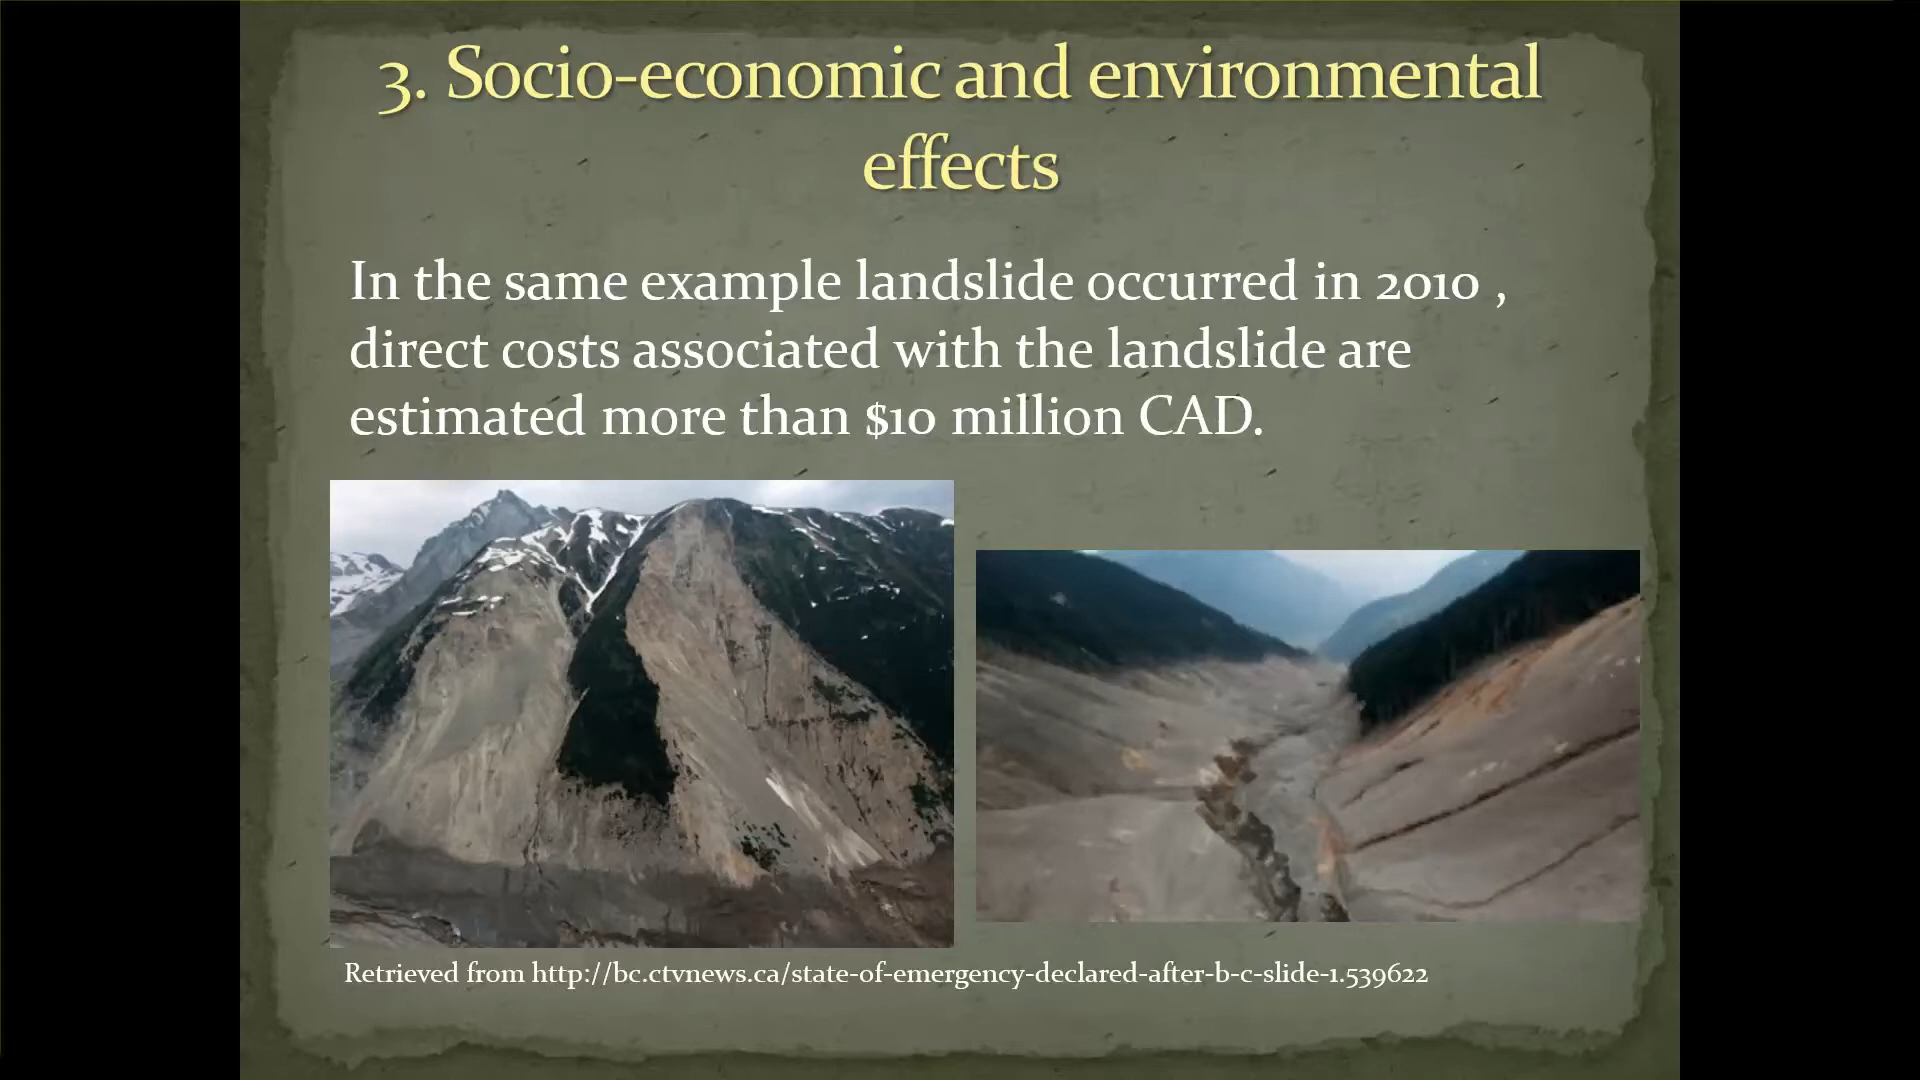 3. Socio-economic and environmental
effects
In the same example landslide occurred in 2010 ,
direct costs associated with the landslide are
estimated more than $10 million CAD.
Retrieved from http://bc.ctvnews.ca/state-of-emergency-declared-after-b-c-slide-1.539622